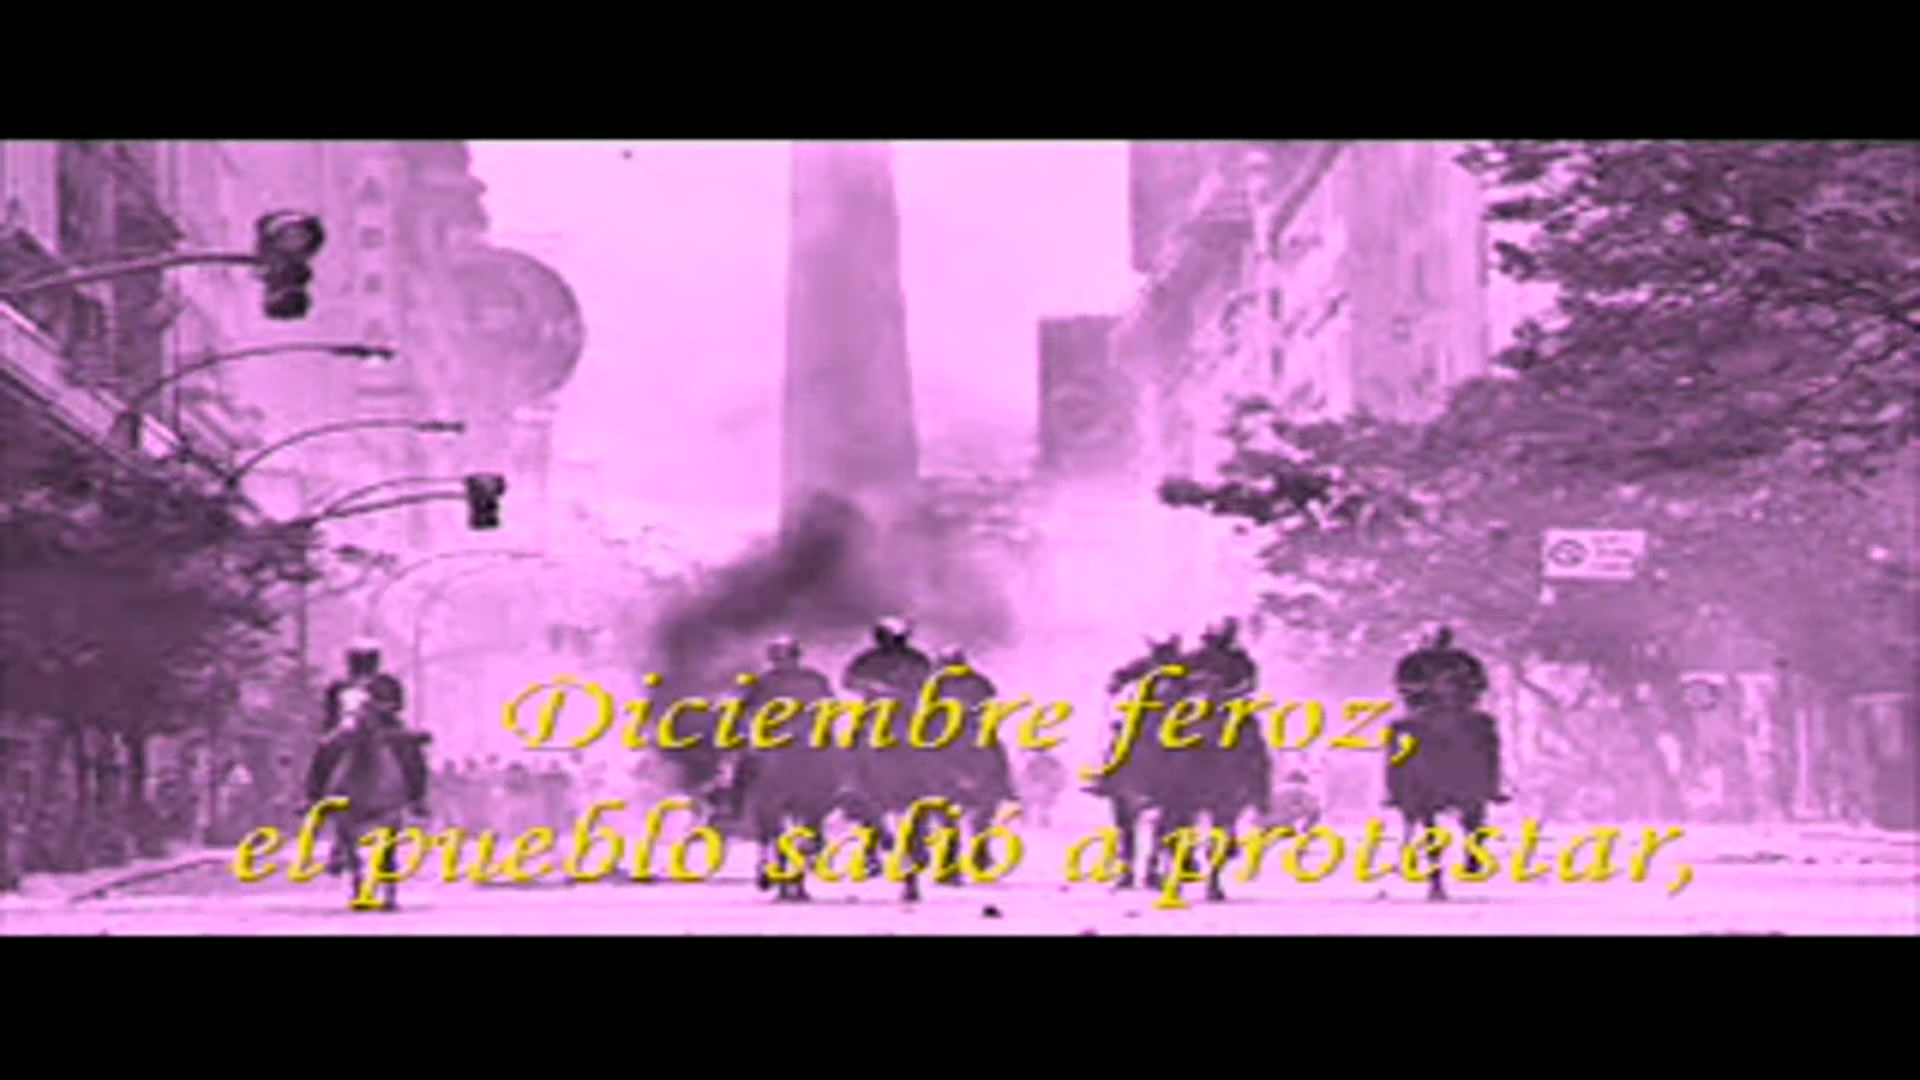 Diciembre feroz,
el pueblo salió a protestar,